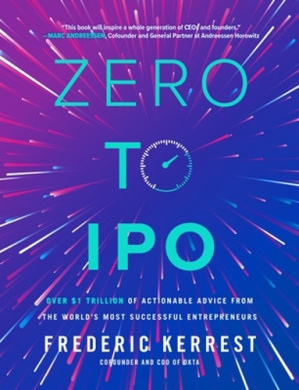 "This book will inspire a whole generation of CEOs and founders."
—MARC ANDREESSEN, Cofounder and General Partner at Andreessen Horowitz
ZERO
TO
IPO
OVER $1 TRILLION OF ACTIONABLE ADVICE FROM
THE WORLD'S MOST SUCCESSFUL ENTREPRENEURS
FREDERIC KERREST
COFOUNDER AND COO OF OKTA